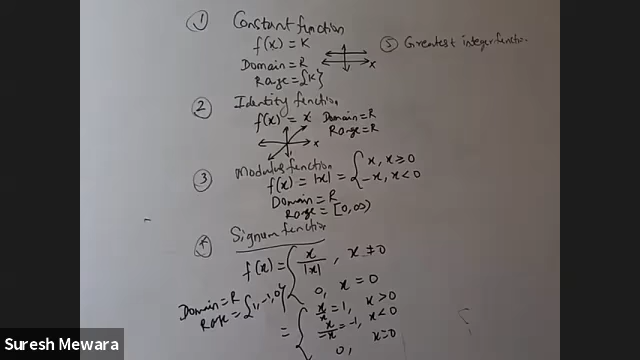 ① Constant function
f(x) = K
Domain = R
Range = {K}
x
② Identity function
f(x) = x Domain = R
Range = R
x
③ Modulus function
f(x) = |x| = { x, x ≥ 0
-x, x < 0
Domain = R
Range = [0, ∞)
④ Signum function
f(x) = { x/|x| , x ≠ 0
0, x = 0
Domain = R
Range = {1, -1, 0}
= { x/x = 1, x > 0
x/-x = -1, x < 0
0, x = 0
⑤ Greatest integer function
Suresh Mewara